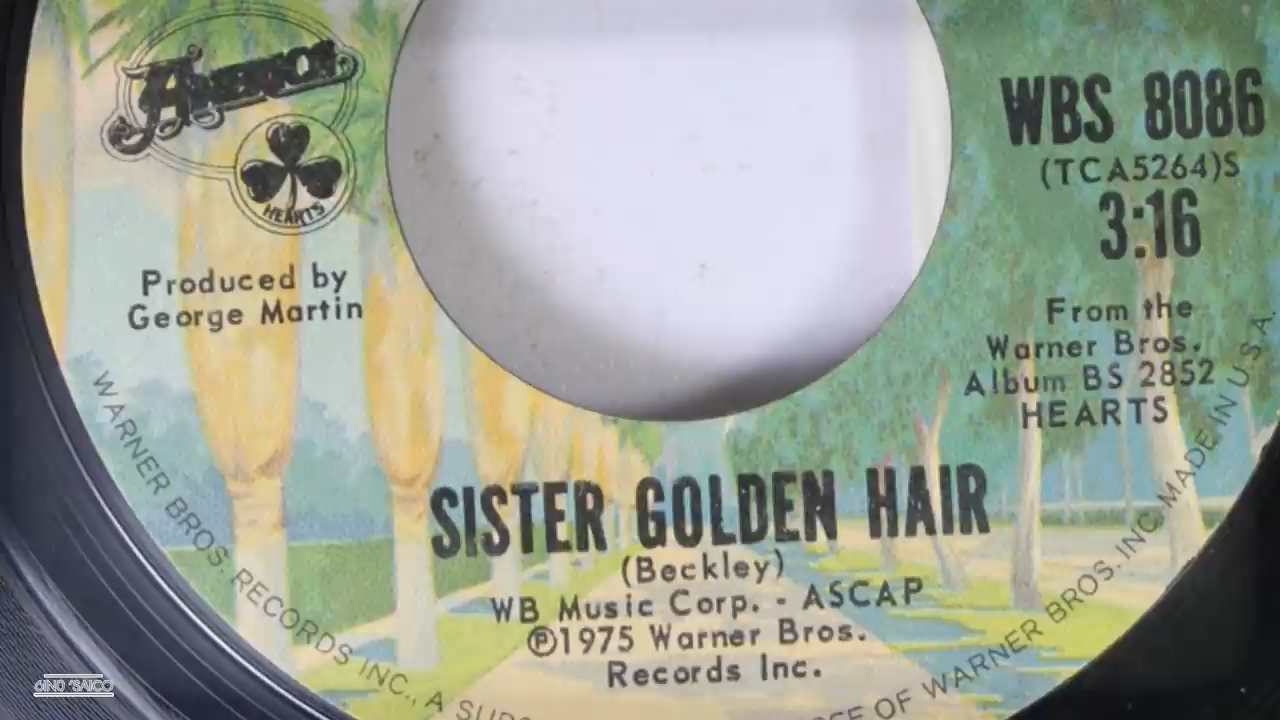 America
HEARTS
Produced by
George Martin
WBS 8086
(TCA5264)S
3:16
From the
Warner Bros.
Album BS 2852
HEARTS
SISTER GOLDEN HAIR
(Beckley)
WB Music Corp. - ASCAP
℗1975 Warner Bros.
Records Inc.
WARNER BROS. RECORDS INC., A
OF WARNER BROS. INC. MADE IN U.S.A.